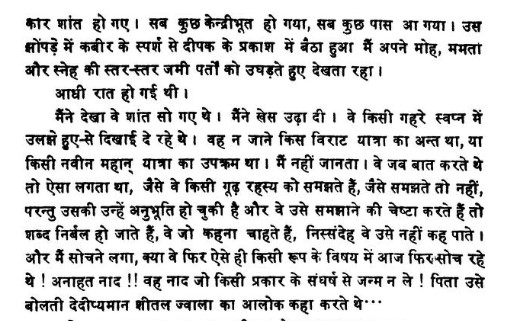 कार शांत हो गए। सब कुछ केन्द्रीभूत हो गया, सब कुछ पास आ गया। उस
झोंपड़े में कबीर के स्पर्श से दीपक के प्रकाश में बैठा हुआ मैं अपने मोह, ममता
और स्नेह की स्तर-स्तर जमी पर्तों को उघड़ते हुए देखता रहा।
आधी रात हो गई थी।
मैंने देखा वे शांत सो गए थे। मैंने खेस उढ़ा दी। वे किसी गहरे स्वप्न में
उलझे हुए-से दिखाई दे रहे थे। वह न जाने किस विराट यात्रा का अन्त था, या
किसी नवीन महान् यात्रा का उपक्रम था। मैं नहीं जानता। वे जब बात करते थे
तो ऐसा लगता था, जैसे वे किसी गूढ़ रहस्य को समझते हैं, जैसे समझते तो नहीं,
परन्तु उसकी उन्हें अनुभूति हो चुकी है और वे उसे समझाने की चेष्टा करते हैं तो
शब्द निर्बल हो जाते हैं, वे जो कहना चाहते हैं, निस्संदेह वे उसे नहीं कह पाते।
और मैं सोचने लगा, क्या वे फिर ऐसे ही किसी रूप के विषय में आज फिर सोच रहे
थे ! अनाहत नाद !! वह नाद जो किसी प्रकार के संघर्ष से जन्म न ले ! पिता उसे
बोलती देदीप्यमान शीतल ज्वाला का आलोक कहा करते थे···